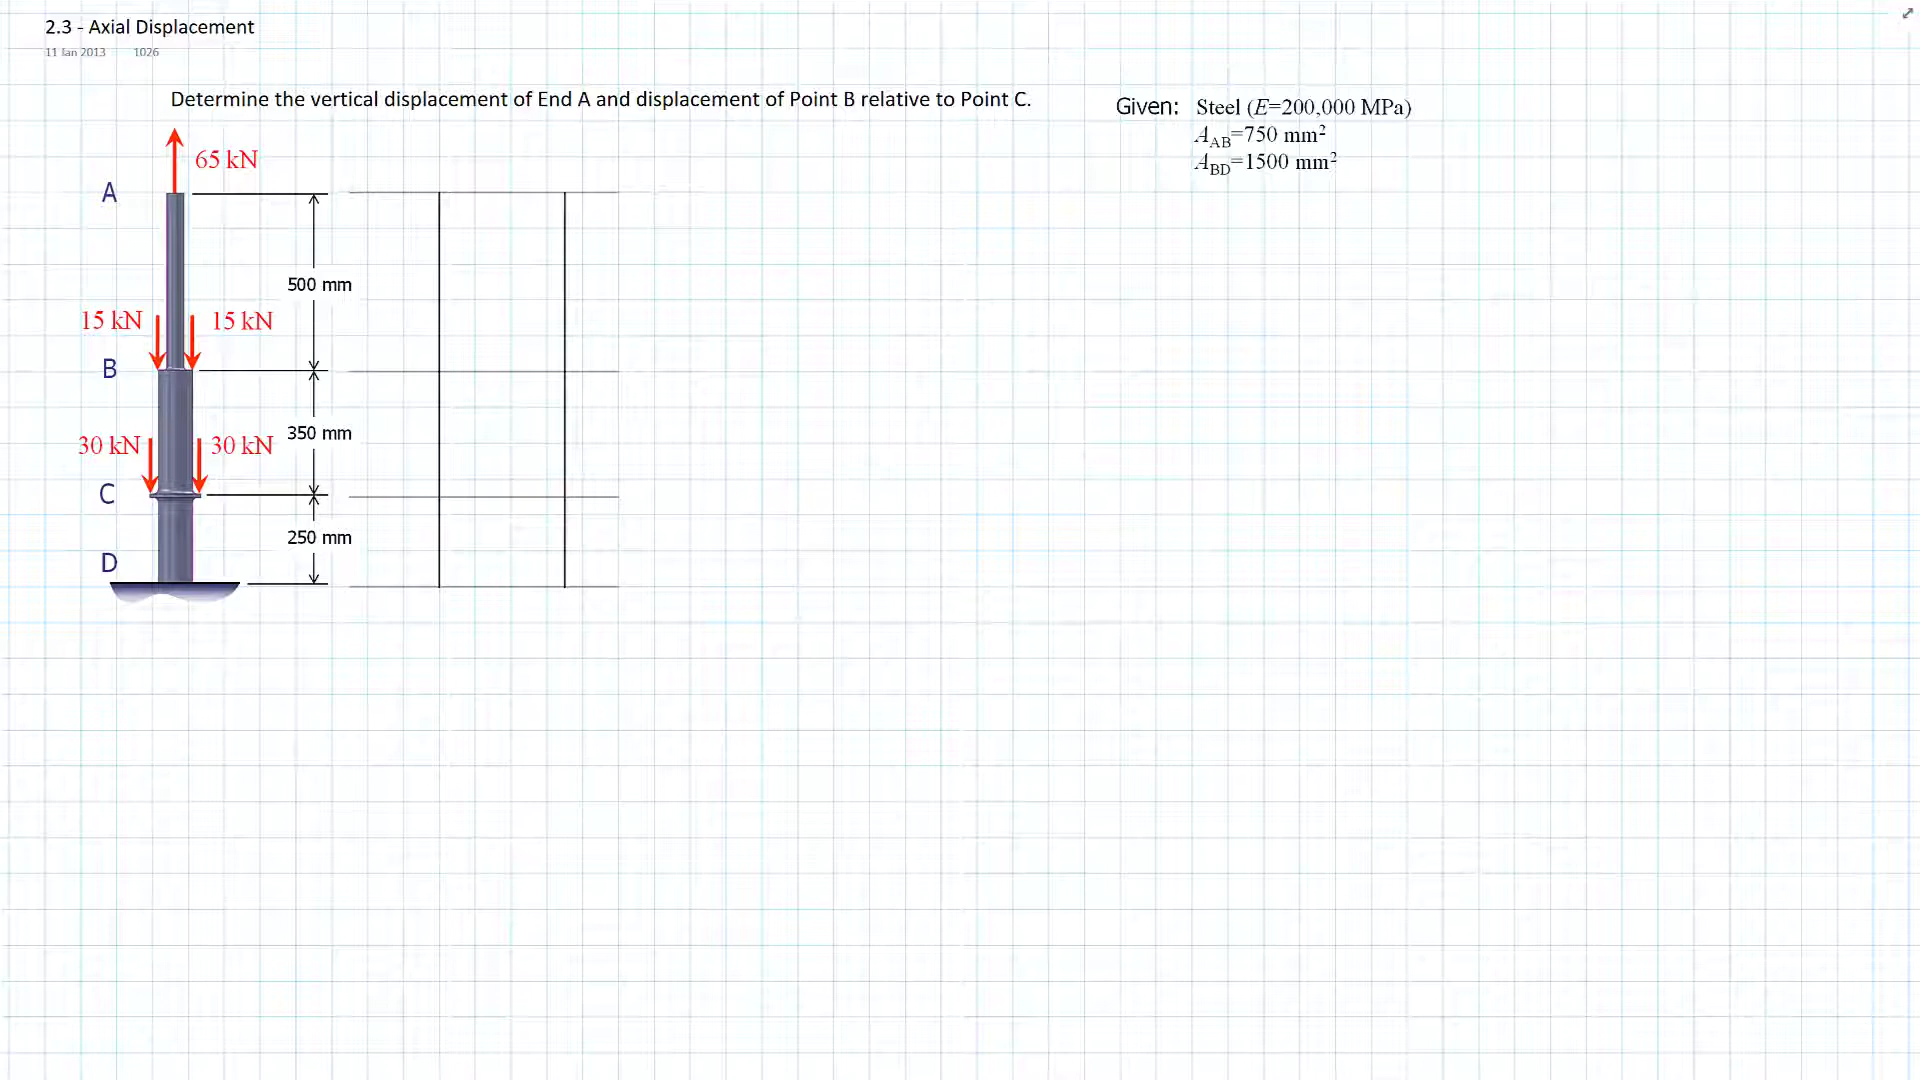 2.3 - Axial Displacement
11 Jan 2013 1026
Determine the vertical displacement of End A and displacement of Point B relative to Point C.
Given: Steel (E=200,000 MPa)
A_AB=750 mm²
A_BD=1500 mm²
65 kN
A
500 mm
15 kN 15 kN
B
30 kN 30 kN
350 mm
C
250 mm
D